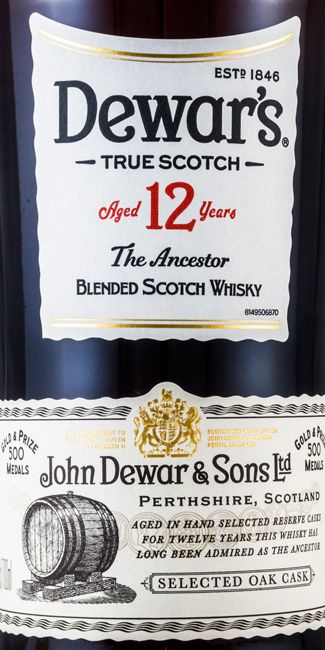 ESTD 1846
Dewar's®
TRUE SCOTCH
Aged 12 Years
The Ancestor
BLENDED SCOTCH WHISKY
8149506870
GOLD & PRIZE
500
MEDALS
GOLD & PRIZE
500
MEDALS
John Dewar & Sons Ltd
PERTHSHIRE, SCOTLAND
AGED IN HAND SELECTED RESERVE CASKS
FOR TWELVE YEARS THIS WHISKY HAS
LONG BEEN ADMIRED AS THE ANCESTOR
SELECTED OAK CASK